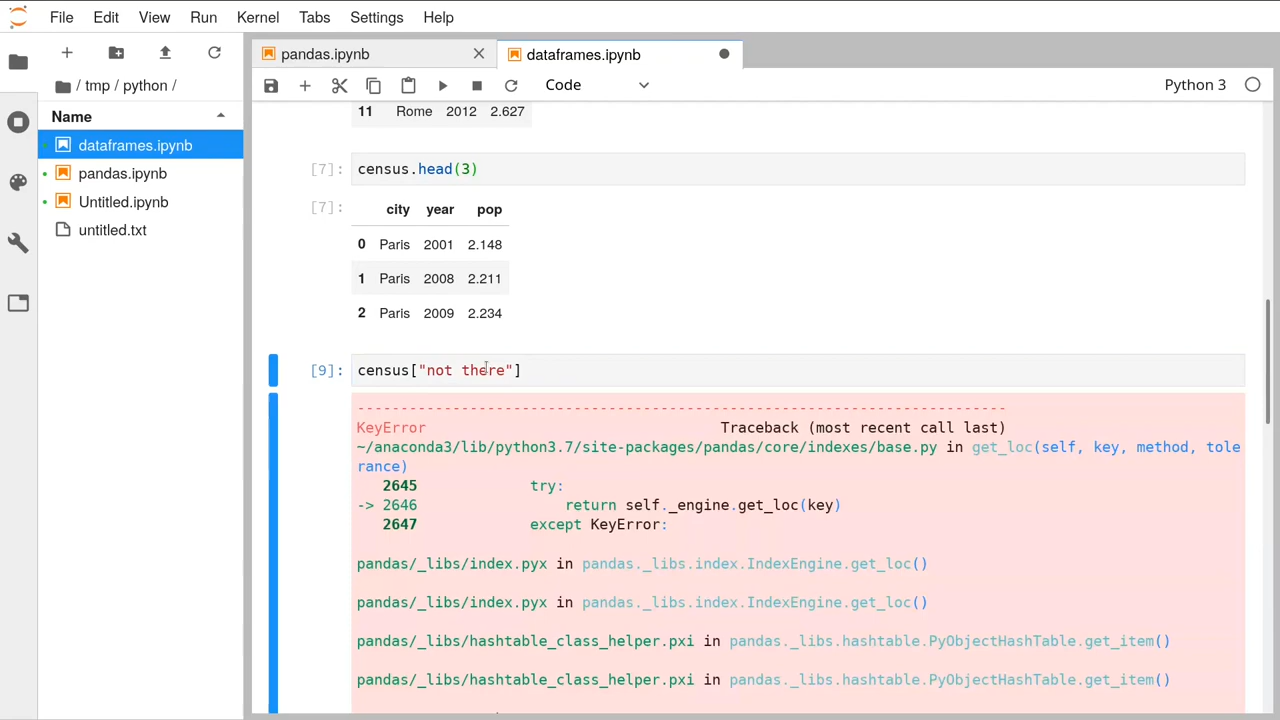 File Edit View Run Kernel Tabs Settings Help
pandas.ipynb dataframes.ipynb
/ tmp / python /
Code Python 3
Name
dataframes.ipynb
pandas.ipynb
Untitled.ipynb
untitled.txt
11 Rome 2012 2.627
[7]: census.head(3)
[7]:
city year pop
0 Paris 2001 2.148
1 Paris 2008 2.211
2 Paris 2009 2.234
[9]: census["not there"]
---------------------------------------------------------------------------
KeyError Traceback (most recent call last)
~/anaconda3/lib/python3.7/site-packages/pandas/core/indexes/base.py in get_loc(self, key, method, tole
rance)
2645 try:
-> 2646 return self._engine.get_loc(key)
2647 except KeyError:
pandas/_libs/index.pyx in pandas._libs.index.IndexEngine.get_loc()
pandas/_libs/index.pyx in pandas._libs.index.IndexEngine.get_loc()
pandas/_libs/hashtable_class_helper.pxi in pandas._libs.hashtable.PyObjectHashTable.get_item()
pandas/_libs/hashtable_class_helper.pxi in pandas._libs.hashtable.PyObjectHashTable.get_item()